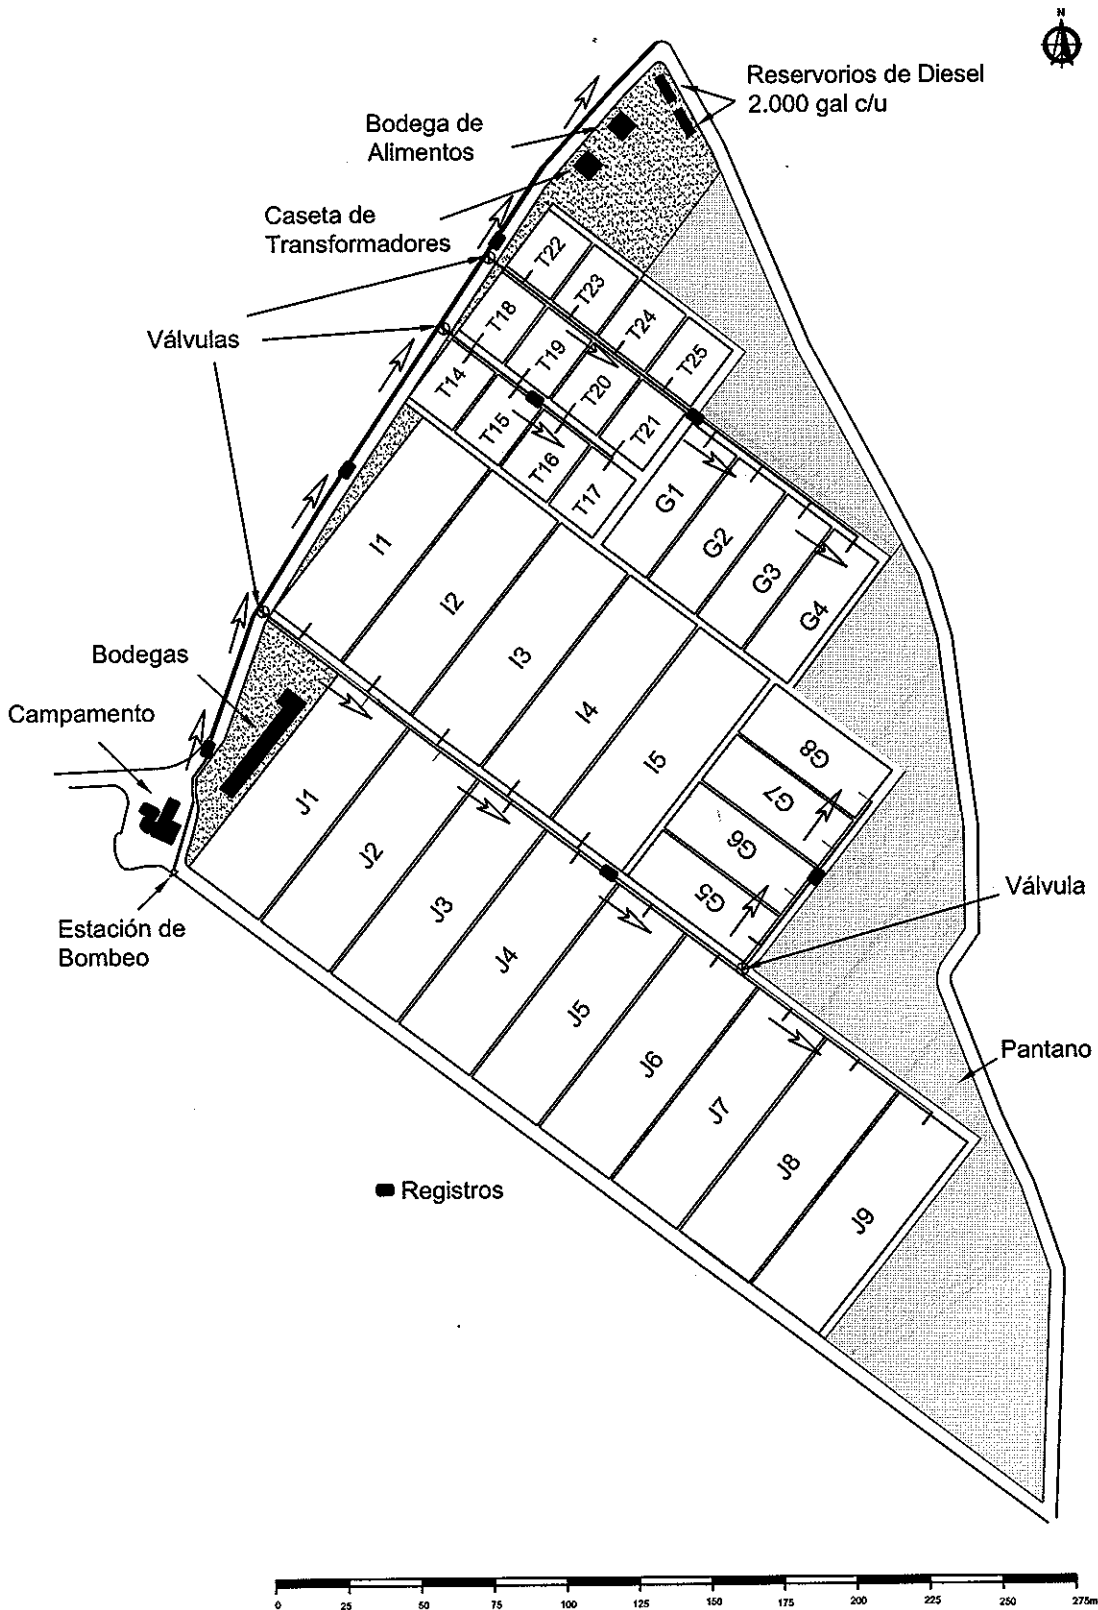 N
Reservorios de Diesel
2.000 gal c/u
Bodega de
Alimentos
Caseta de
Transformadores
Válvulas
T22
T23
T24
T25
T18
T19
T20
T21
T14
T15
T16
T17
G1
G2
G3
G4
I1
I2
I3
I4
I5
Bodegas
Campamento
G8
G7
G6
G5
J1
J2
J3
J4
J5
J6
J7
J8
J9
Válvula
Estación de
Bombeo
Pantano
Registros
0 25 50 75 100 125 150 175 200 225 250 275m